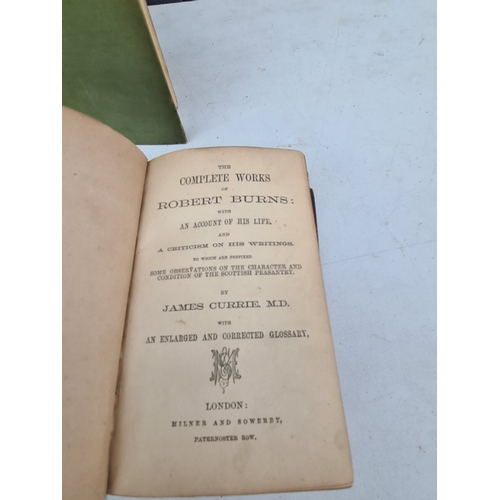 THE
COMPLETE WORKS
OF
ROBERT BURNS:
WITH
AN ACCOUNT OF HIS LIFE,
AND
A CRITICISM ON HIS WRITINGS.
TO WHICH ARE PREFIXED
SOME OBSERVATIONS ON THE CHARACTER AND
CONDITION OF THE SCOTTISH PEASANTRY.
BY
JAMES CURRIE, M.D.
WITH
AN ENLARGED AND CORRECTED GLOSSARY,
LONDON:
MILNER AND SOWERBY,
PATERNOSTER ROW,